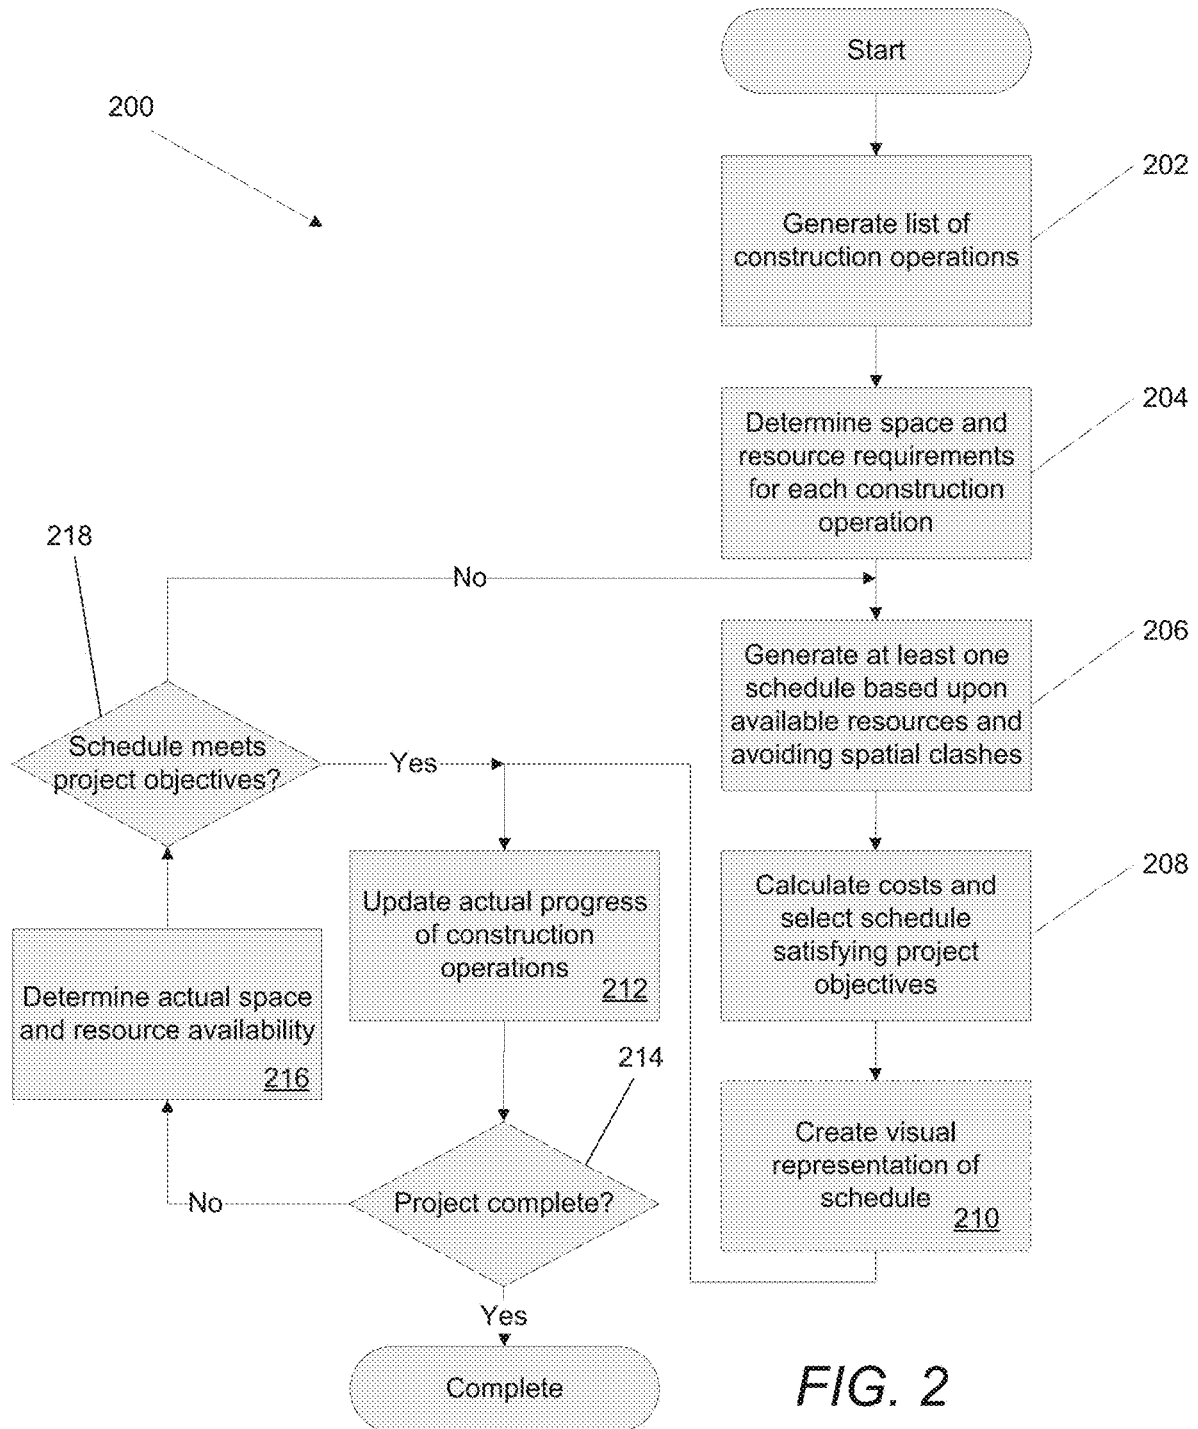 Start
200
202
Generate list of
construction operations
204
Determine space and
resource requirements
for each construction
operation
218
No
206
Generate at least one
schedule based upon
available resources and
avoiding spatial clashes
Schedule meets
project objectives?
Yes
208
Calculate costs and
select schedule
satisfying project
objectives
Update actual progress
of construction
operations
212
Determine actual space
and resource availability
216
214
Create visual
representation of
schedule
210
Project complete?
No
Yes
Complete
FIG. 2